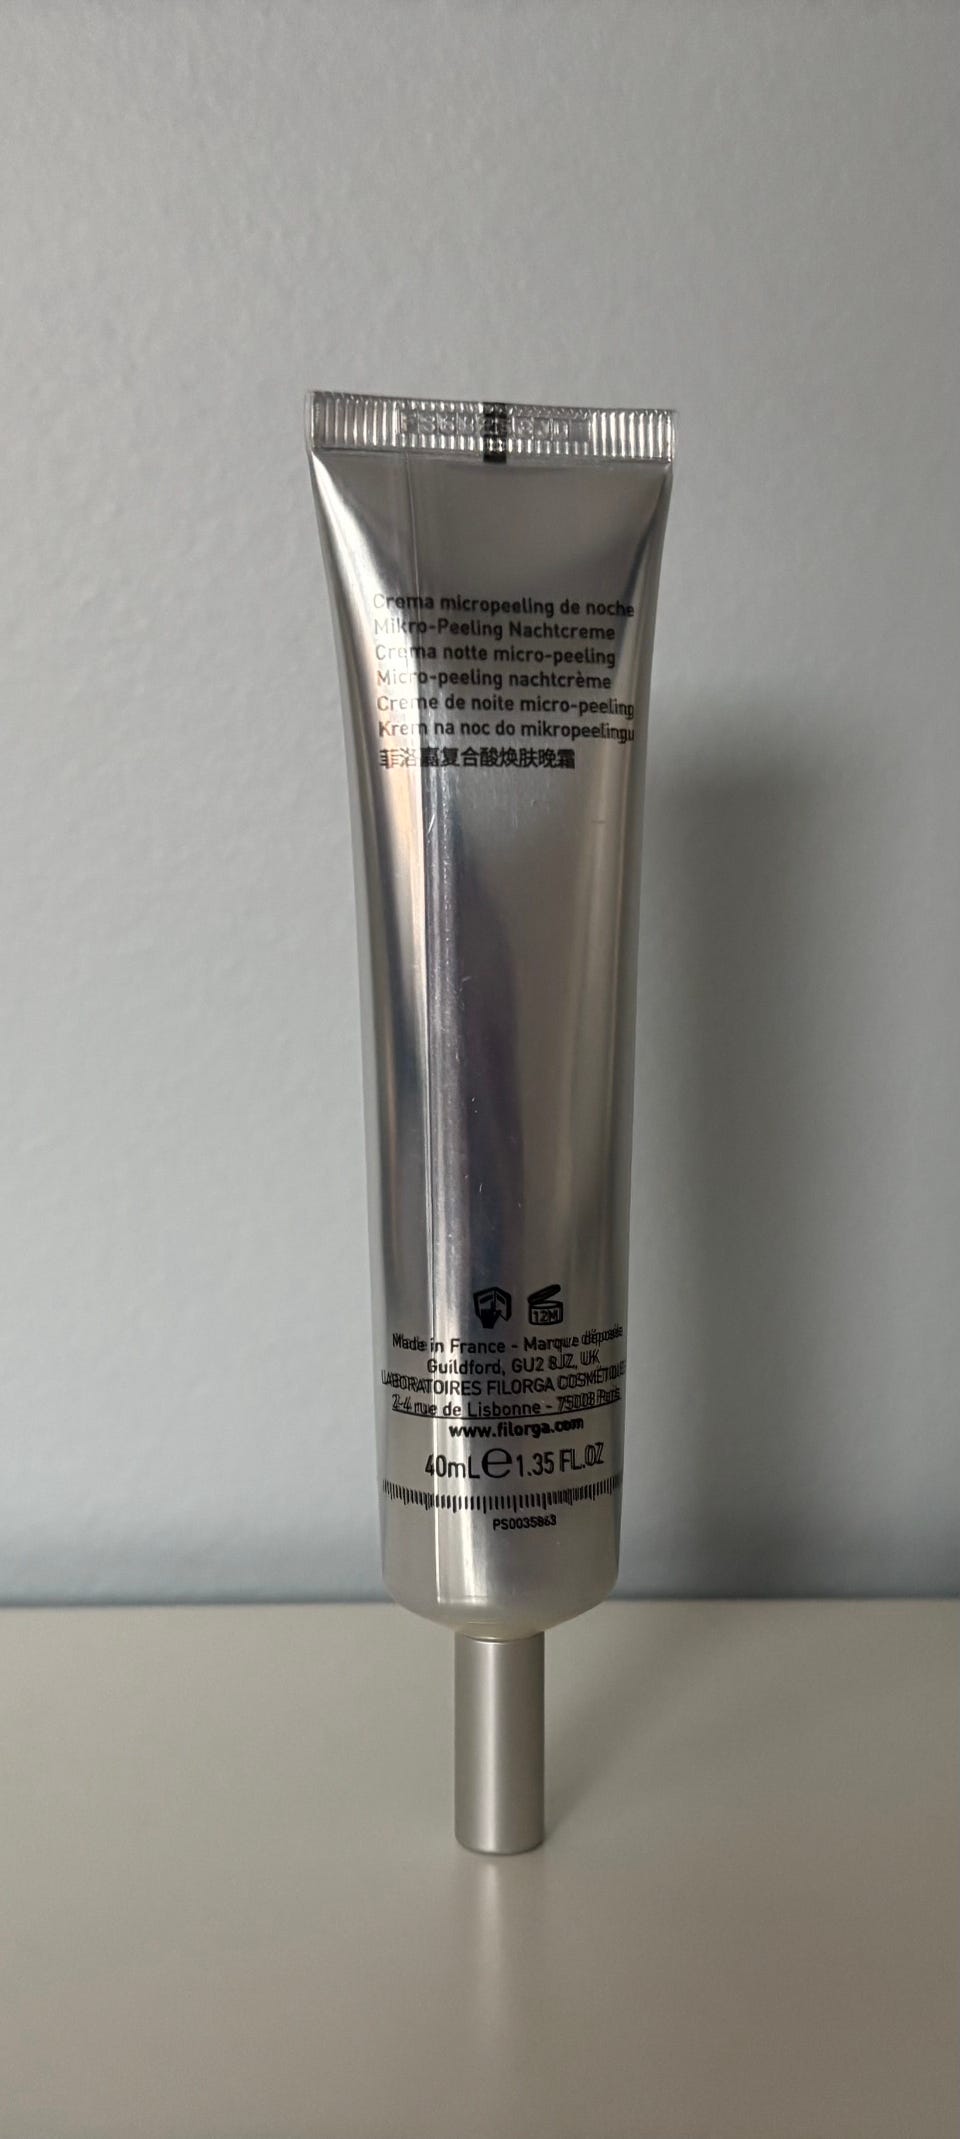 Crema micropeeling de noche
Mikro-Peeling Nachtcreme
Crema notte micro-peeling
Micro-peeling nachtcrème
Creme de noite micro-peeling
Krem na noc do mikropeelingu
菲洛嘉复合酸焕肤晚霜
12M
Made in France - Marque déposée
Guildford, GU2 8JZ, UK
LABORATOIRES FILORGA COSMÉTIQUES
2-4 rue de Lisbonne - 75008 Paris
www.filorga.com
40mL e 1.35 FL.OZ
PS0035863